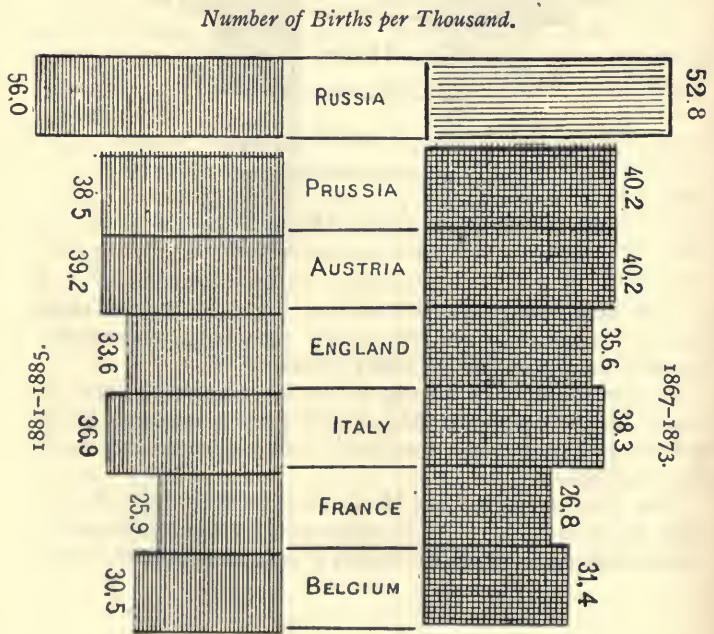 Number of Births per Thousand.
56.0
RUSSIA
52.8
38 5
PRUSSIA
40.2
39,2
AUSTRIA
40,2
33.6
ENGLAND
35.6
1881–1885.
1867–1873.
36,9
ITALY
38.3
25.9
FRANCE
26,8
30,5
BELGIUM
31,4